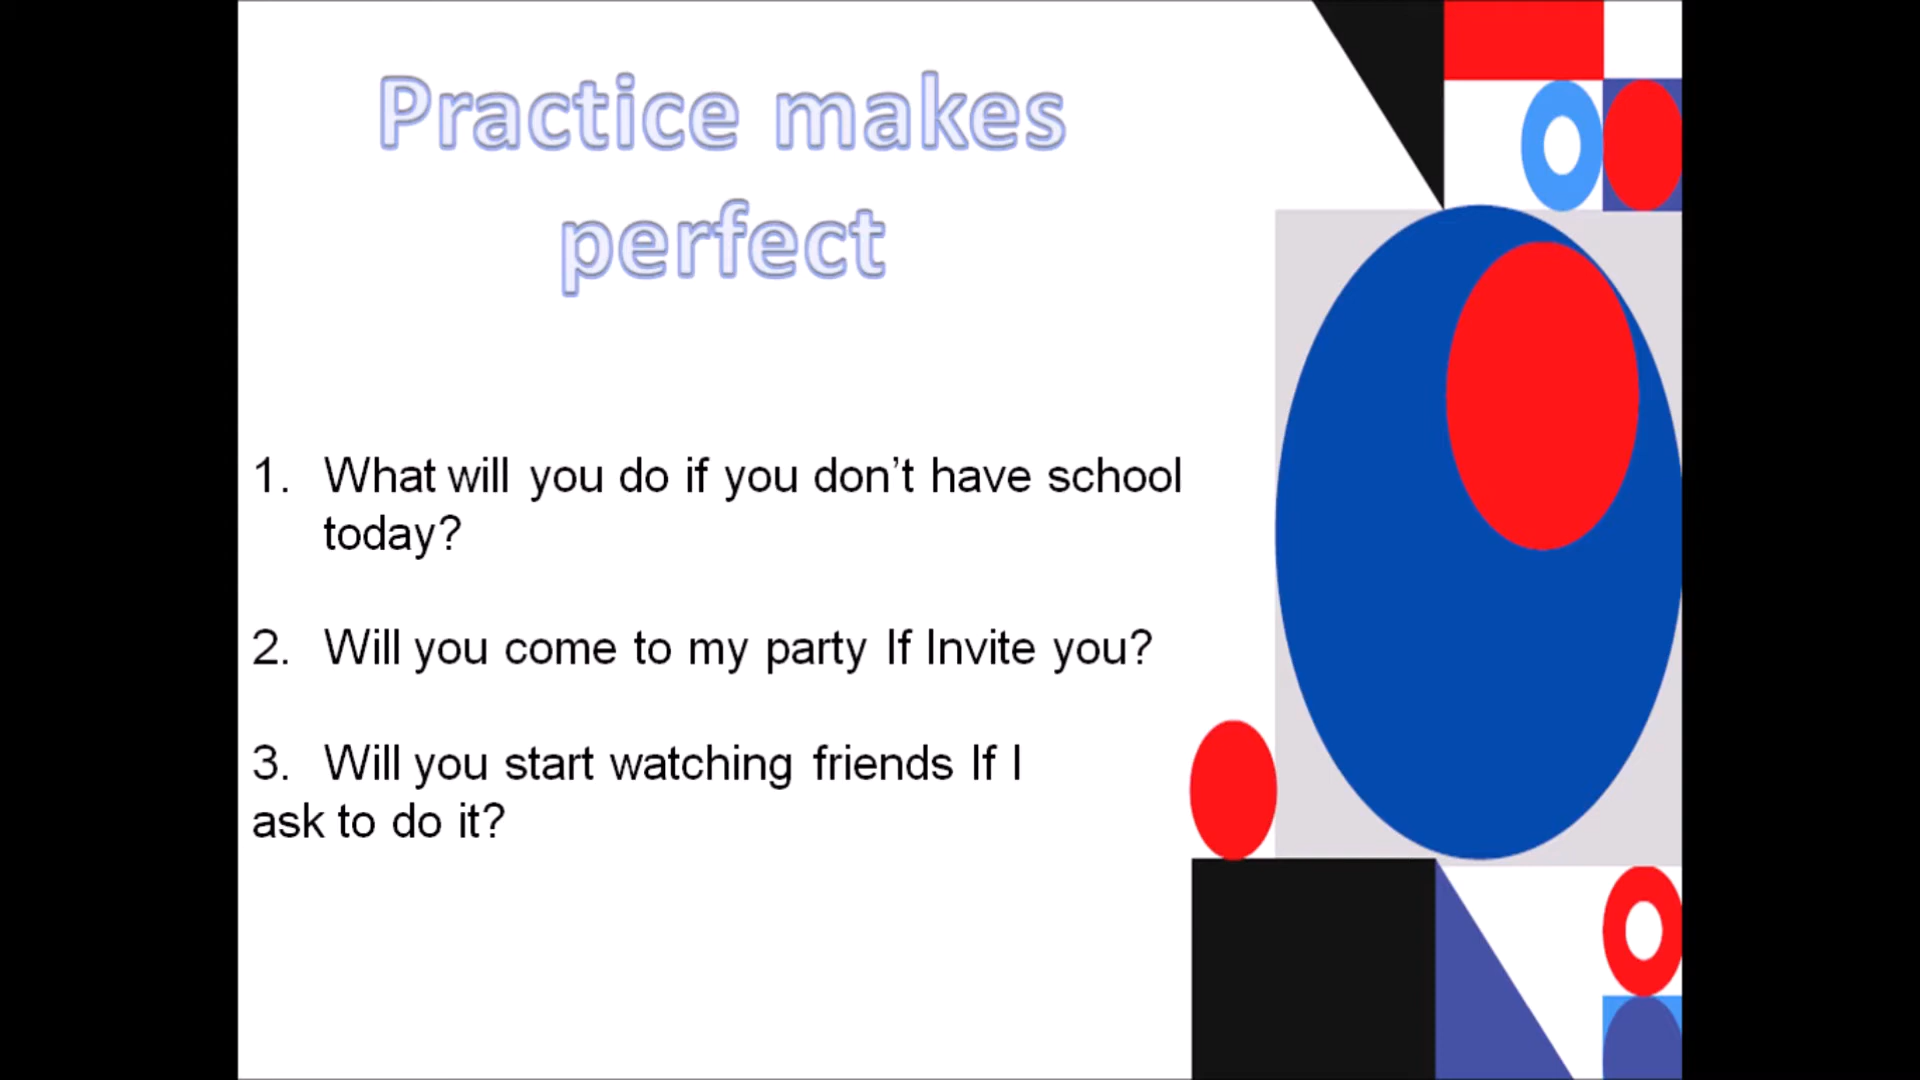 Practice makes
perfect
1. What will you do if you don’t have school
today?
2. Will you come to my party If Invite you?
3. Will you start watching friends If I
ask to do it?